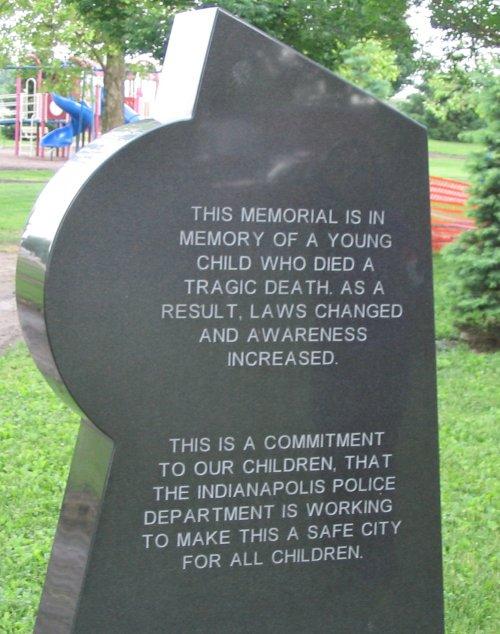 THIS MEMORIAL IS IN
MEMORY OF A YOUNG
CHILD WHO DIED A
TRAGIC DEATH. AS A
RESULT, LAWS CHANGED
AND AWARENESS
INCREASED.
THIS IS A COMMITMENT
TO OUR CHILDREN, THAT
THE INDIANAPOLIS POLICE
DEPARTMENT IS WORKING
TO MAKE THIS A SAFE CITY
FOR ALL CHILDREN.